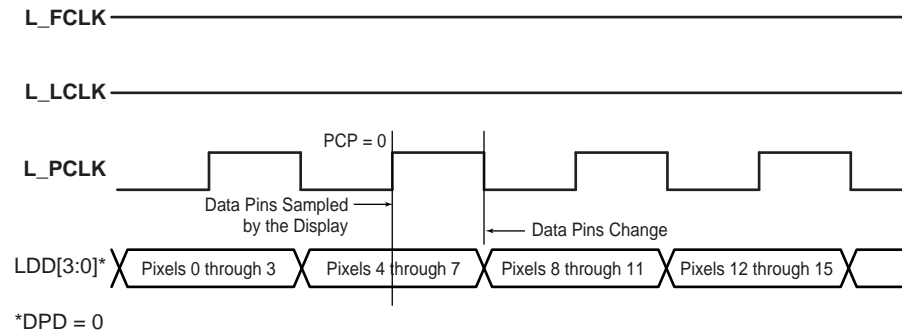 L_FCLK
L_LCLK
PCP = 0
L_PCLK
Data Pins Sampled
by the Display
Data Pins Change
LDD[3:0]*
Pixels 0 through 3
Pixels 4 through 7
Pixels 8 through 11
Pixels 12 through 15
*DPD = 0